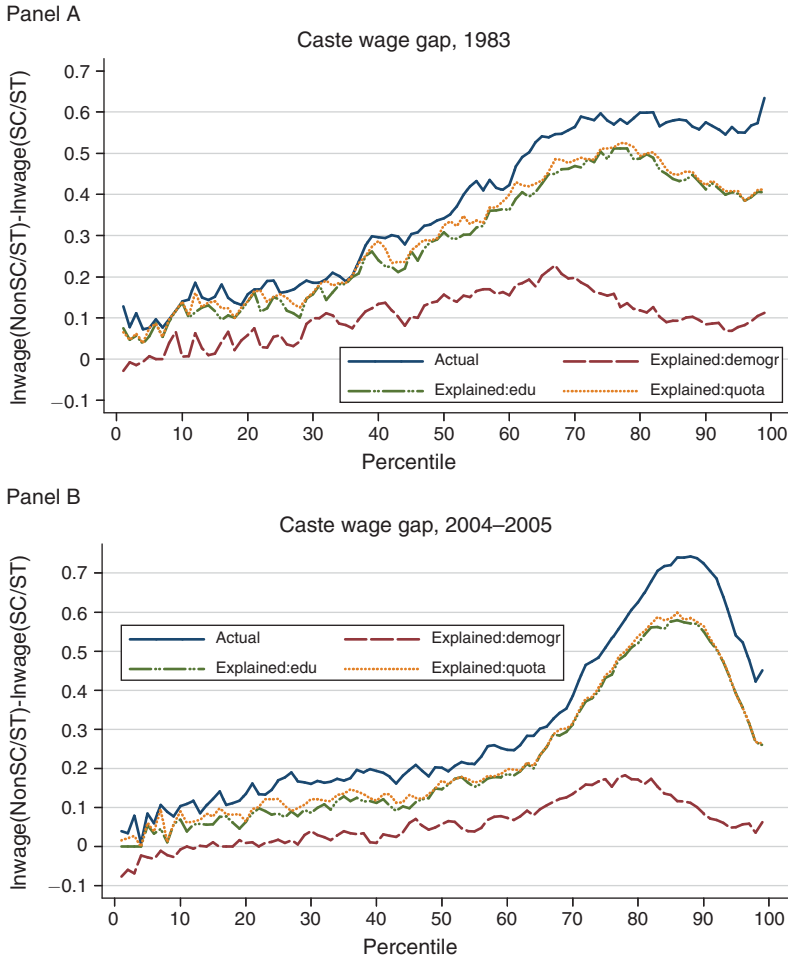 Panel A
Caste wage gap, 1983
lnwage(NonSC/ST)-lnwage(SC/ST)
0.7
0.6
0.5
0.4
0.3
0.2
0.1
0
−0.1
Actual
Explained:demogr
Explained:edu
Explained:quota
0 10 20 30 40 50 60 70 80 90 100
Percentile
Panel B
Caste wage gap, 2004–2005
lnwage(NonSC/ST)-lnwage(SC/ST)
0.7
0.6
0.5
0.4
0.3
0.2
0.1
0
−0.1
Actual
Explained:demogr
Explained:edu
Explained:quota
0 10 20 30 40 50 60 70 80 90 100
Percentile